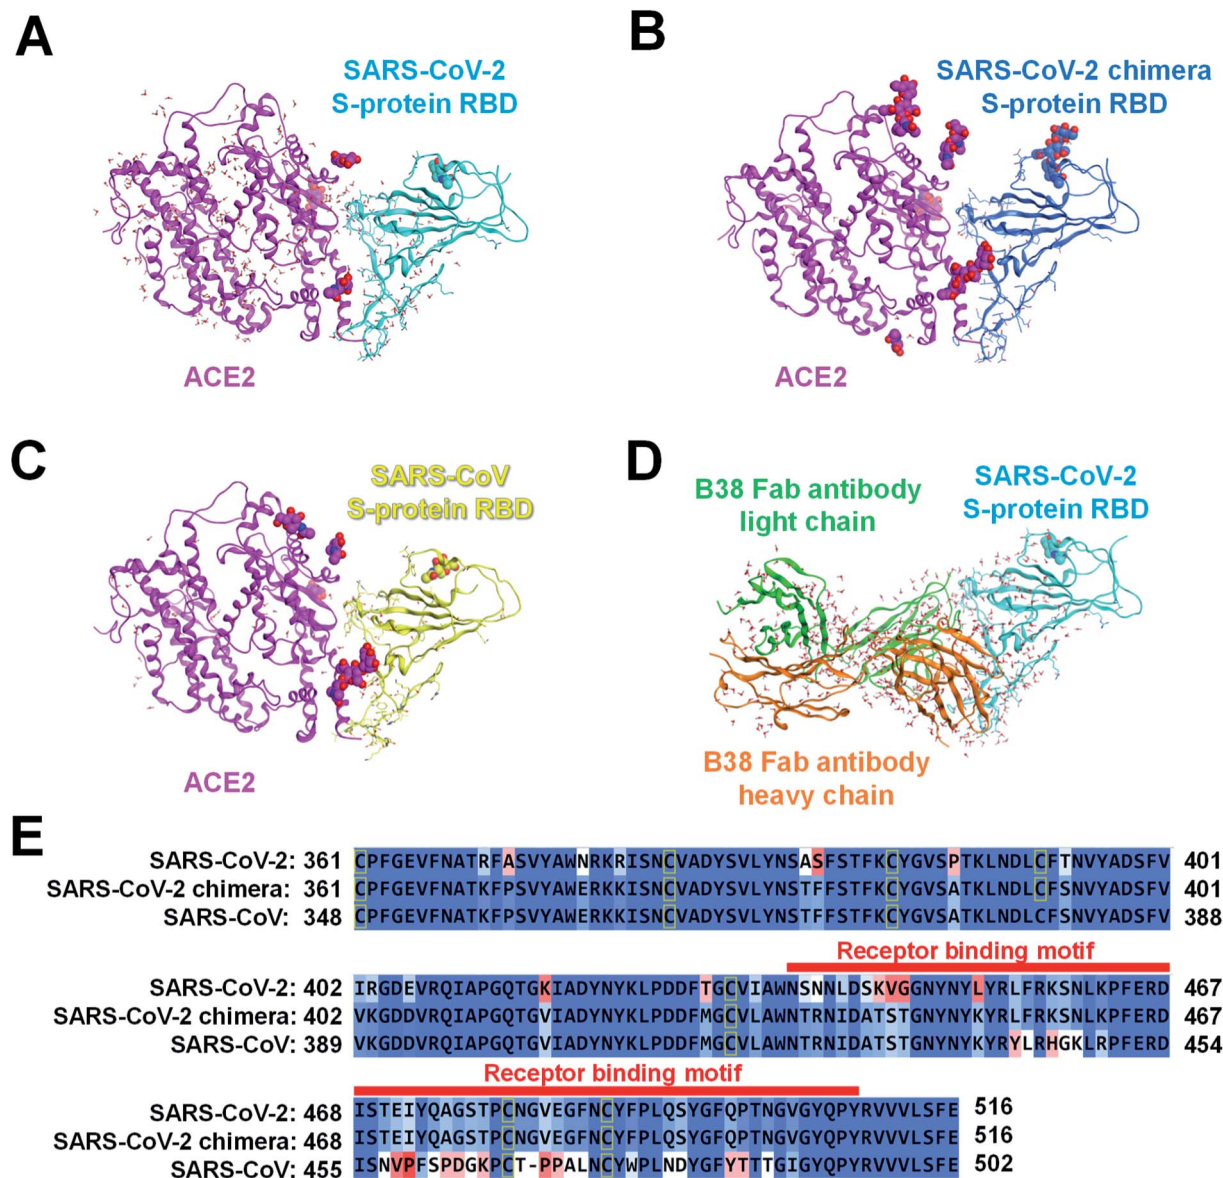 A
SARS-CoV-2
S-protein RBD
ACE2
B
SARS-CoV-2 chimera
S-protein RBD
ACE2
C
SARS-CoV
S-protein RBD
ACE2
D
B38 Fab antibody
light chain
SARS-CoV-2
S-protein RBD
B38 Fab antibody
heavy chain
E
SARS-CoV-2: 361 CPFGEVFNATRFASVYAWNRKRISNCVADYSVLYNSASFSTFKCYGVSPTKLNDLCFTNVYADSFV 401
SARS-CoV-2 chimera: 361 CPFGEVFNATKFPSVYAWERKKISNCVADYSVLYNSTFFSTFKCYGVSATKLNDLCFSNVYADSFV 401
SARS-CoV: 348 CPFGEVFNATKFPSVYAWERKKISNCVADYSVLYNSTFFSTFKCYGVSATKLNDLCFSNVYADSFV 388
Receptor binding motif
SARS-CoV-2: 402 IRGDEVRQIAPGQTGKIADYNYKLPDDFTGCVIAWNSNNLDSKVGGNYNYLYRLFRKSNLKPFERD 467
SARS-CoV-2 chimera: 402 VKGDDVRQIAPGQTGVIADYNYKLPDDFMGCVLAWNTRNIDATSTGNYNYKYRLFRKSNLKPFERD 467
SARS-CoV: 389 VKGDDVRQIAPGQTGVIADYNYKLPDDFMGCVLAWNTRNIDATSTGNYNYKYRYLRHGKLRPFERD 454
Receptor binding motif
SARS-CoV-2: 468 ISTEIYQAGSTPCNGVEGFNCYFPLQSYGFQPTNGVGYQPYRVVVLSFE 516
SARS-CoV-2 chimera: 468 ISTEIYQAGSTPCNGVEGFNCYFPLQSYGFQPTNGVGYQPYRVVVLSFE 516
SARS-CoV: 455 ISNVPFSPDGKPCT-PPALNCYWPLNDYGFYTTTGIGYQPYRVVVLSFE 502